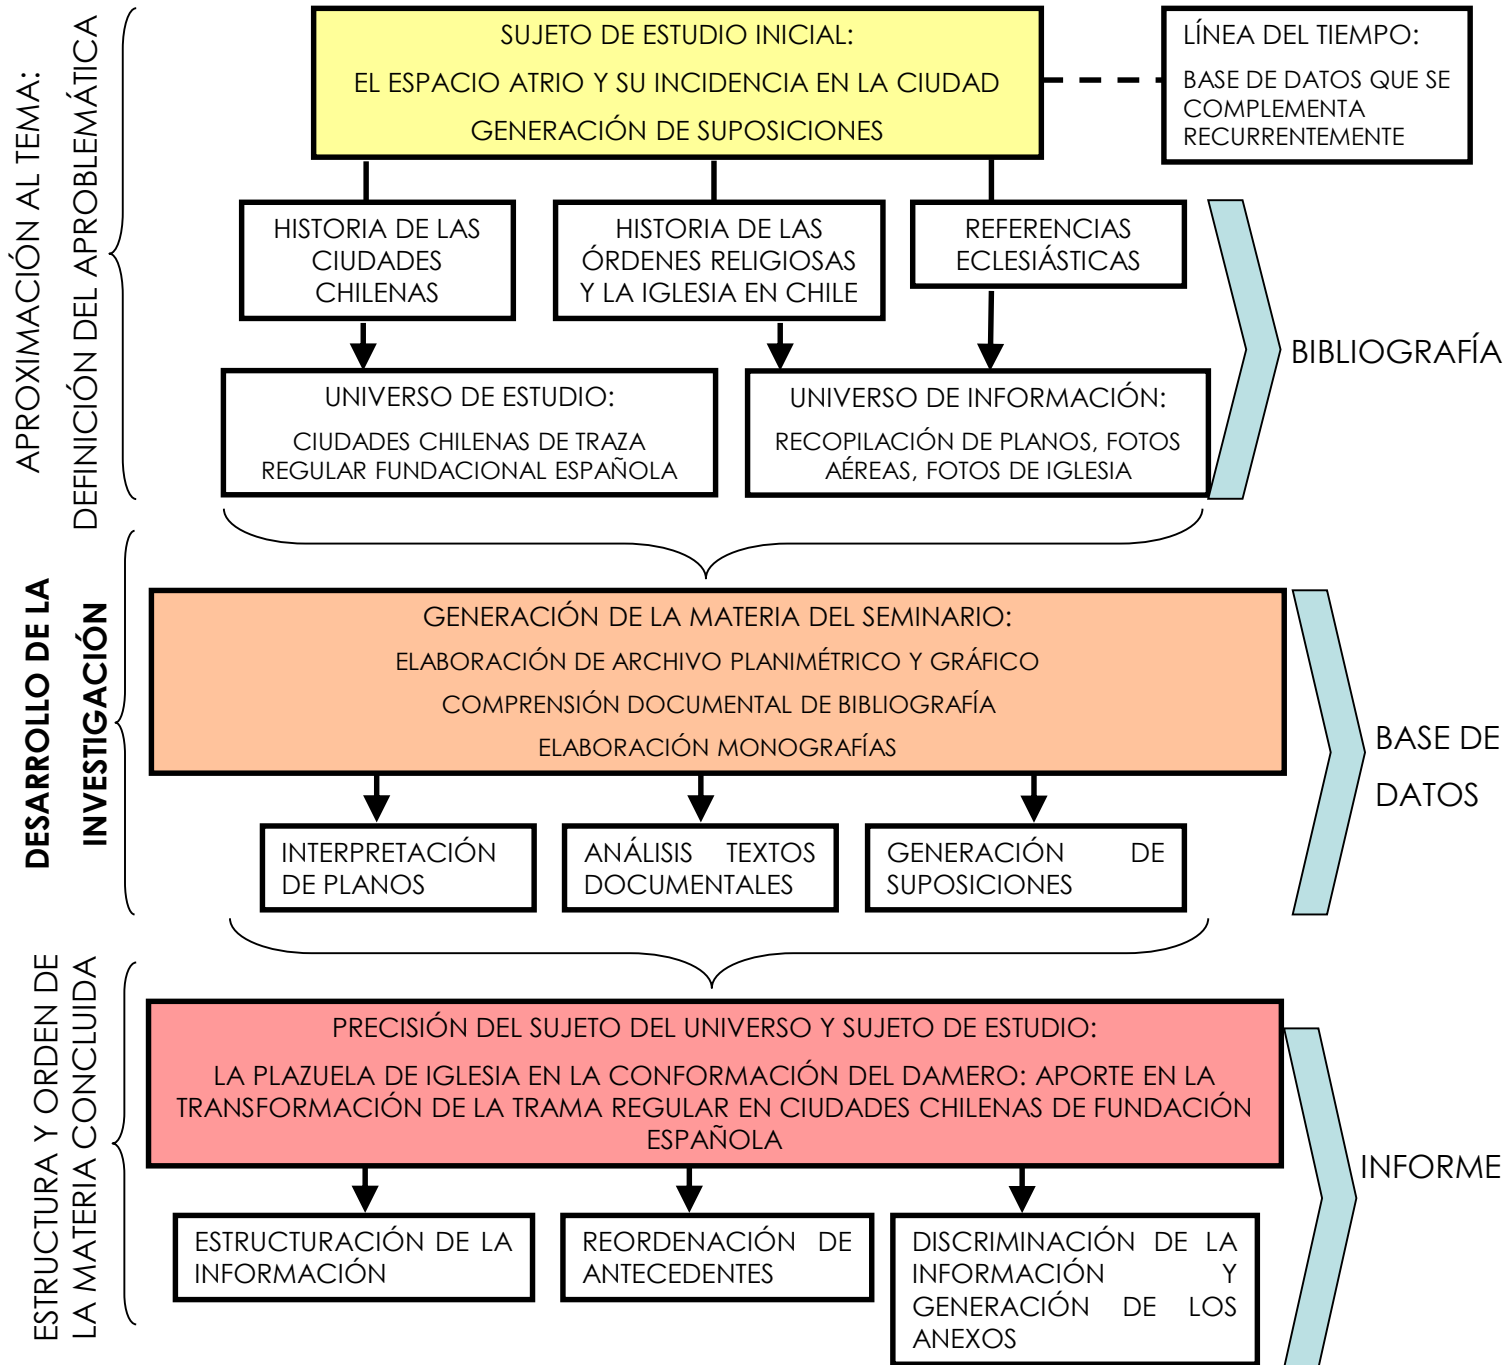 APROXIMACIÓN AL TEMA:
DEFINICIÓN DEL APROBLEMÁTICA
SUJETO DE ESTUDIO INICIAL:
EL ESPACIO ATRIO Y SU INCIDENCIA EN LA CIUDAD
GENERACIÓN DE SUPOSICIONES
LÍNEA DEL TIEMPO:
BASE DE DATOS QUE SE
COMPLEMENTA
RECURRENTEMENTE
HISTORIA DE LAS
CIUDADES
CHILENAS
HISTORIA DE LAS
ÓRDENES RELIGIOSAS
Y LA IGLESIA EN CHILE
REFERENCIAS
ECLESIÁSTICAS
BIBLIOGRAFÍA
UNIVERSO DE ESTUDIO:
CIUDADES CHILENAS DE TRAZA
REGULAR FUNDACIONAL ESPAÑOLA
UNIVERSO DE INFORMACIÓN:
RECOPILACIÓN DE PLANOS, FOTOS
AÉREAS, FOTOS DE IGLESIA
DESARROLLO DE LA
INVESTIGACIÓN
GENERACIÓN DE LA MATERIA DEL SEMINARIO:
ELABORACIÓN DE ARCHIVO PLANIMÉTRICO Y GRÁFICO
COMPRENSIÓN DOCUMENTAL DE BIBLIOGRAFÍA
ELABORACIÓN MONOGRAFÍAS
BASE DE
DATOS
INTERPRETACIÓN
DE PLANOS
ANÁLISIS TEXTOS
DOCUMENTALES
GENERACIÓN DE
SUPOSICIONES
ESTRUCTURA Y ORDEN DE
LA MATERIA CONCLUIDA
PRECISIÓN DEL SUJETO DEL UNIVERSO Y SUJETO DE ESTUDIO:
LA PLAZUELA DE IGLESIA EN LA CONFORMACIÓN DEL DAMERO: APORTE EN LA
TRANSFORMACIÓN DE LA TRAMA REGULAR EN CIUDADES CHILENAS DE FUNDACIÓN
ESPAÑOLA
INFORME
ESTRUCTURACIÓN DE LA
INFORMACIÓN
REORDENACIÓN DE
ANTECEDENTES
DISCRIMINACIÓN DE LA
INFORMACIÓN Y
GENERACIÓN DE LOS
ANEXOS